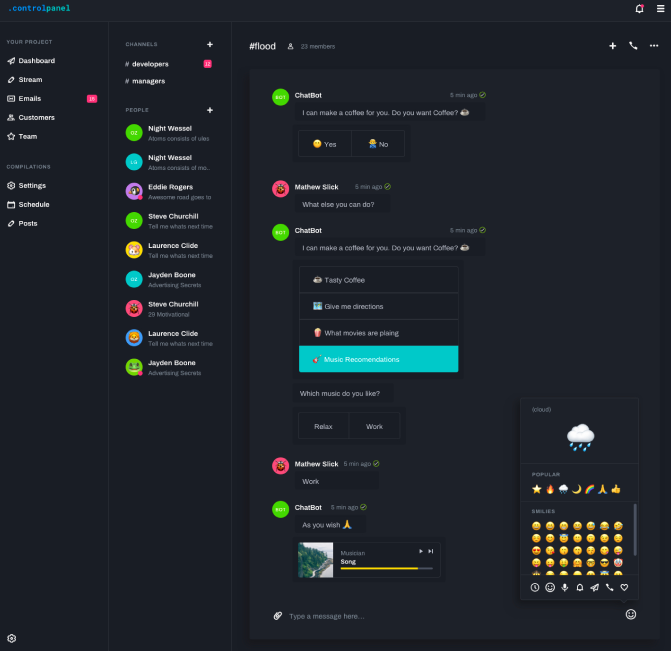 .controlpanel
YOUR PROJECT
Dashboard
Stream
Emails
Customers
Team
COMPILATIONS
Settings
Schedule
Posts
CHANNELS
# developers
12
# managers
PEOPLE
OZ
Night Wessel
Atoms consists of ules
LS
Night Wessel
Atoms consists of mo..
Eddie Rogers
Awesome road goes to
OZ
Steve Churchill
Tell me whats next time
Laurence Clide
Tell me whats next time
OZ
Jayden Boone
Advertising Secrets
Steve Churchill
29 Motivational
Laurence Clide
Tell me whats next time
Jayden Boone
Advertising Secrets
#flood
23 members
BOT
ChatBot
5 min ago
I can make a coffee for you. Do you want Coffee? ☕
😶 Yes
🤷‍♂️ No
Mathew Slick
5 min ago
What else you can do?
BOT
ChatBot
5 min ago
I can make a coffee for you. Do you want Coffee? ☕
☕ Tasty Coffee
🗺️ Give me directions
🍿 What movies are plaing
🎷 Music Recomendations
Which music do you like?
Relax
Work
Mathew Slick
5 min ago
Work
BOT
ChatBot
5 min ago
As you wish 🙏
Musician
Song
Type a message here...
(cloud)
POPULAR
SMILIES